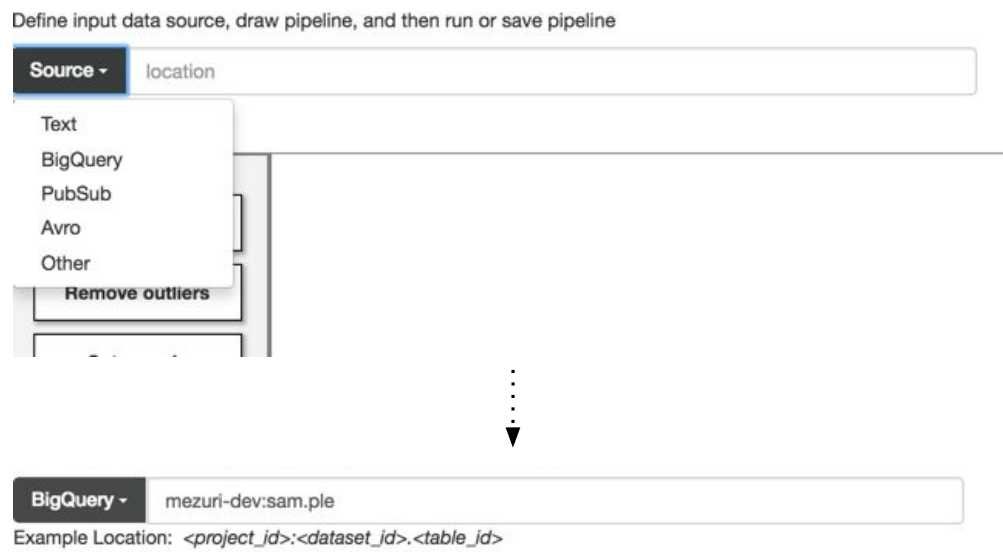 Define input data source, draw pipeline, and then run or save pipeline
Source location
Text
BigQuery
PubSub
Avro
Other
Remove outliers
BigQuery mezuri-dev:sam.ple
Example Location: <project_id>:<dataset_id>.<table_id>